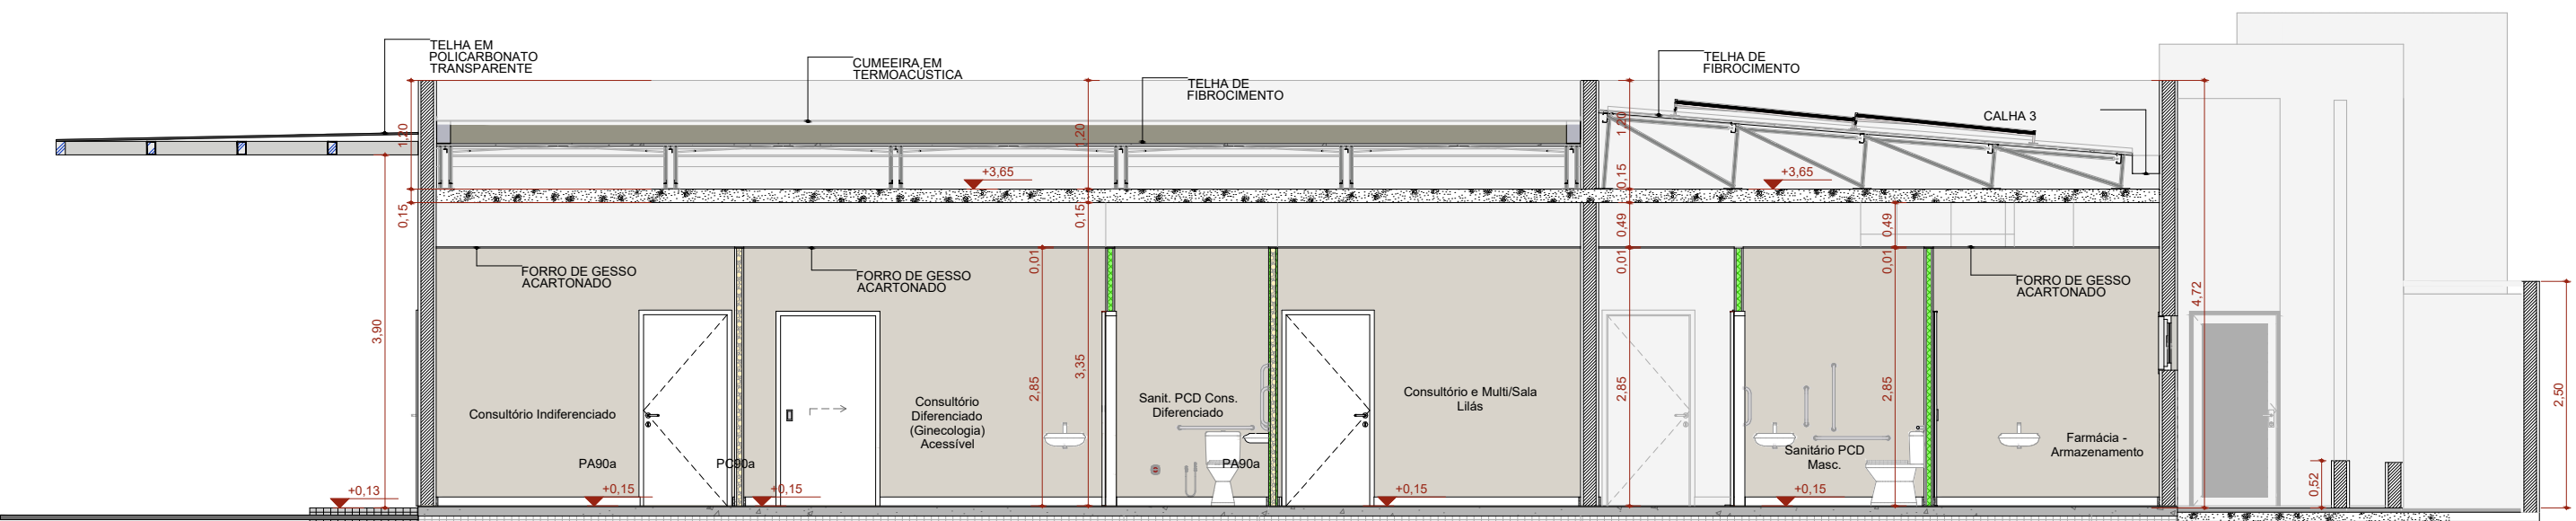 TELHA EM
POLICARBONATO
TRANSPARENTE
CUMEEIRA EM
TERMOACÚSTICA
TELHA DE
FIBROCIMENTO
TELHA DE
FIBROCIMENTO
CALHA 3
1,20
1,20
1,20
+3,65
+3,65
0,15
0,15
0,15
0,49
0,49
0,01
0,01
0,01
FORRO DE GESSO
ACARTONADO
FORRO DE GESSO
ACARTONADO
FORRO DE GESSO
ACARTONADO
3,90
2,85
3,35
2,85
2,85
4,72
2,50
0,52
Consultório Indiferenciado
Consultório
Diferenciado
(Ginecologia)
Acessível
Sanit. PCD Cons.
Diferenciado
Consultório e Multi/Sala
Lilás
Sanitário PCD
Masc.
Farmácia -
Armazenamento
PA90a
PC90a
PA90a
+0,13
+0,15
+0,15
+0,15
+0,15